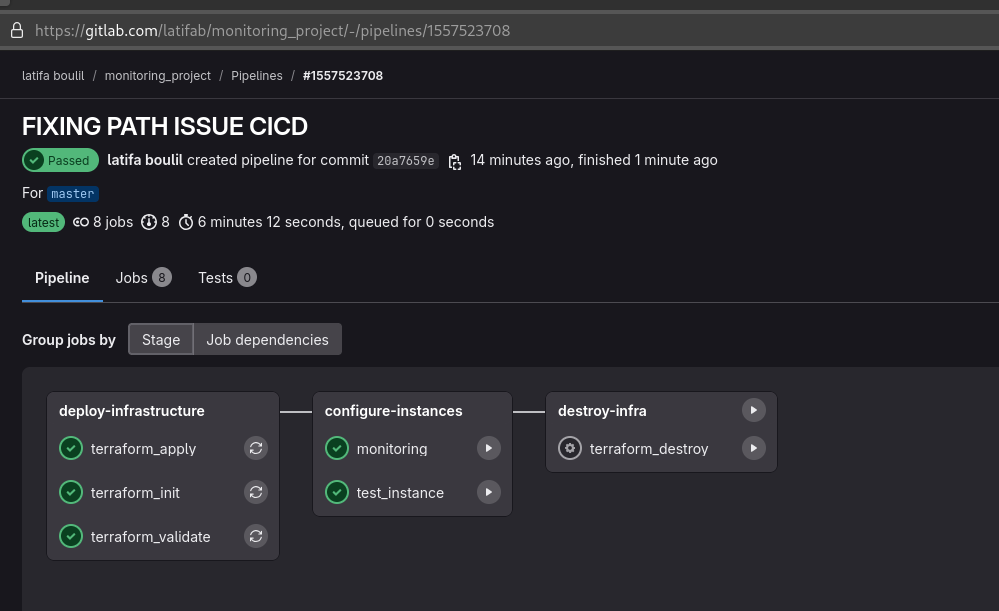 https://gitlab.com/latifab/monitoring_project/-/pipelines/1557523708
latifa boulil / monitoring_project / Pipelines / #1557523708
FIXING PATH ISSUE CICD
Passed latifa boulil created pipeline for commit 20a7659e 14 minutes ago, finished 1 minute ago
For master
latest 8 jobs 8 6 minutes 12 seconds, queued for 0 seconds
Pipeline Jobs 8 Tests 0
Group jobs by Stage Job dependencies
deploy-infrastructure
terraform_apply
terraform_init
terraform_validate
configure-instances
monitoring
test_instance
destroy-infra
terraform_destroy